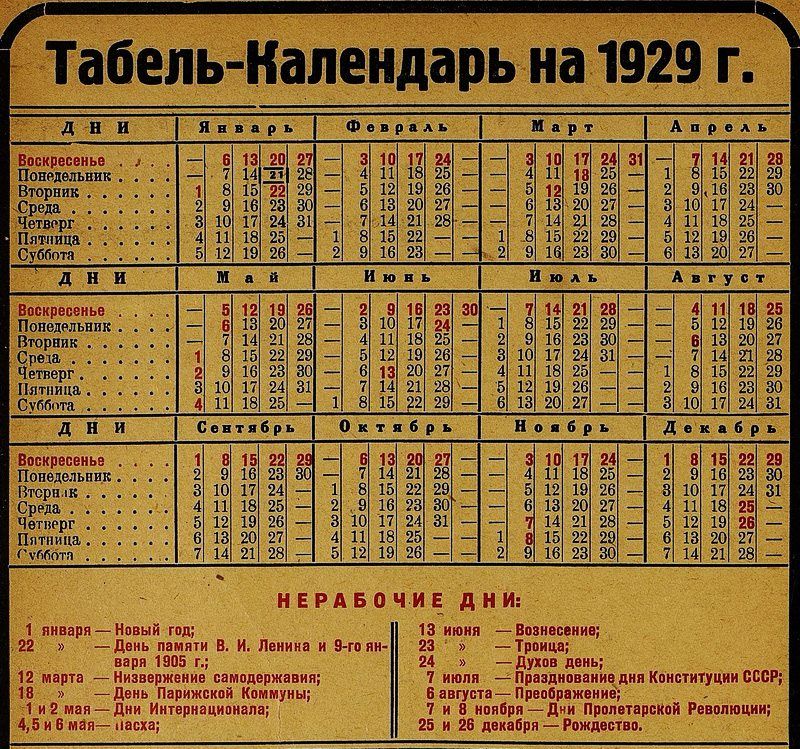 Табель-Календарь на 1929 г.
ДНИ Январь Февраль Март Апрель
Воскресенье . . — 6 13 20 27 — 3 10 17 24 — — 3 10 17 24 31 — 7 14 21 28
Понедельник . . . . — 7 14 21 28 — 4 11 18 25 — — 4 11 18 25 — 1 8 15 22 29
Вторник . . . . . 1 8 15 22 29 — 5 12 19 26 — — 5 12 19 26 — 2 9 16 23 30
Среда . . . . . . 2 9 16 23 30 — 6 13 20 27 — — 6 13 20 27 — 3 10 17 24 —
Четверг . . . . . 3 10 17 24 31 — 7 14 21 28 — — 7 14 21 28 — 4 11 18 25 —
Пятница . . . . . 4 11 18 25 — 1 8 15 22 — — 1 8 15 22 29 — 5 12 19 26 —
Суббота . . . . . 5 12 19 26 — 2 9 16 23 — — 2 9 16 23 30 — 6 13 20 27 —
ДНИ Май Июнь Июль Август
Воскресенье . . . — 5 12 19 26 — 2 9 16 23 30 — 7 14 21 28 — 4 11 18 25
Понедельник . . . . — 6 13 20 27 — 3 10 17 24 — 1 8 15 22 29 — 5 12 19 26
Вторник . . . . . — 7 14 21 28 — 4 11 18 25 — 2 9 16 23 30 — 6 13 20 27
Среда . . . . . . 1 8 15 22 29 — 5 12 19 26 — 3 10 17 24 31 — 7 14 21 28
Четверг . . . . . 2 9 16 23 30 — 6 13 20 27 — 4 11 18 25 — 1 8 15 22 29
Пятница . . . . . 3 10 17 24 31 — 7 14 21 28 — 5 12 19 26 — 2 9 16 23 30
Суббота . . . . . 4 11 18 25 — 1 8 15 22 29 — 6 13 20 27 — 3 10 17 24 31
ДНИ Сентябрь Октябрь Ноябрь Декабрь
Воскресенье . . . 1 8 15 22 29 — 6 13 20 27 — — 3 10 17 24 — 1 8 15 22 29
Понедельник . . . . 2 9 16 23 30 — 7 14 21 28 — — 4 11 18 25 — 2 9 16 23 30
Вторник . . . . . 3 10 17 24 — 1 8 15 22 29 — — 5 12 19 26 — 3 10 17 24 31
Среда . . . . . . 4 11 18 25 — 2 9 16 23 30 — — 6 13 20 27 — 4 11 18 25 —
Четверг . . . . . 5 12 19 26 — 3 10 17 24 31 — — 7 14 21 28 — 5 12 19 26 —
Пятница . . . . . 6 13 20 27 — 4 11 18 25 — — 1 8 15 22 29 — 6 13 20 27 —
Суббота . . . . . 7 14 21 28 — 5 12 19 26 — — 2 9 16 23 30 — 7 14 21 28 —
НЕРАБОЧИЕ ДНИ:
1 января — Новый год;
22 » — День памяти В. И. Ленина и 9-го ян-
варя 1905 г.;
12 марта — Низвержение самодержавия;
18 » — День Парижской Коммуны;
1 и 2 мая — Дни Интернационала;
4, 5 и 6 мая — Пасха;
13 июня — Вознесение;
23 » — Троица;
24 » — Духов день;
7 июля — Празднование дня Конституции СССР;
6 августа — Преображение;
7 и 8 ноября — Дни Пролетарской Революции;
25 и 26 декабря — Рождество.